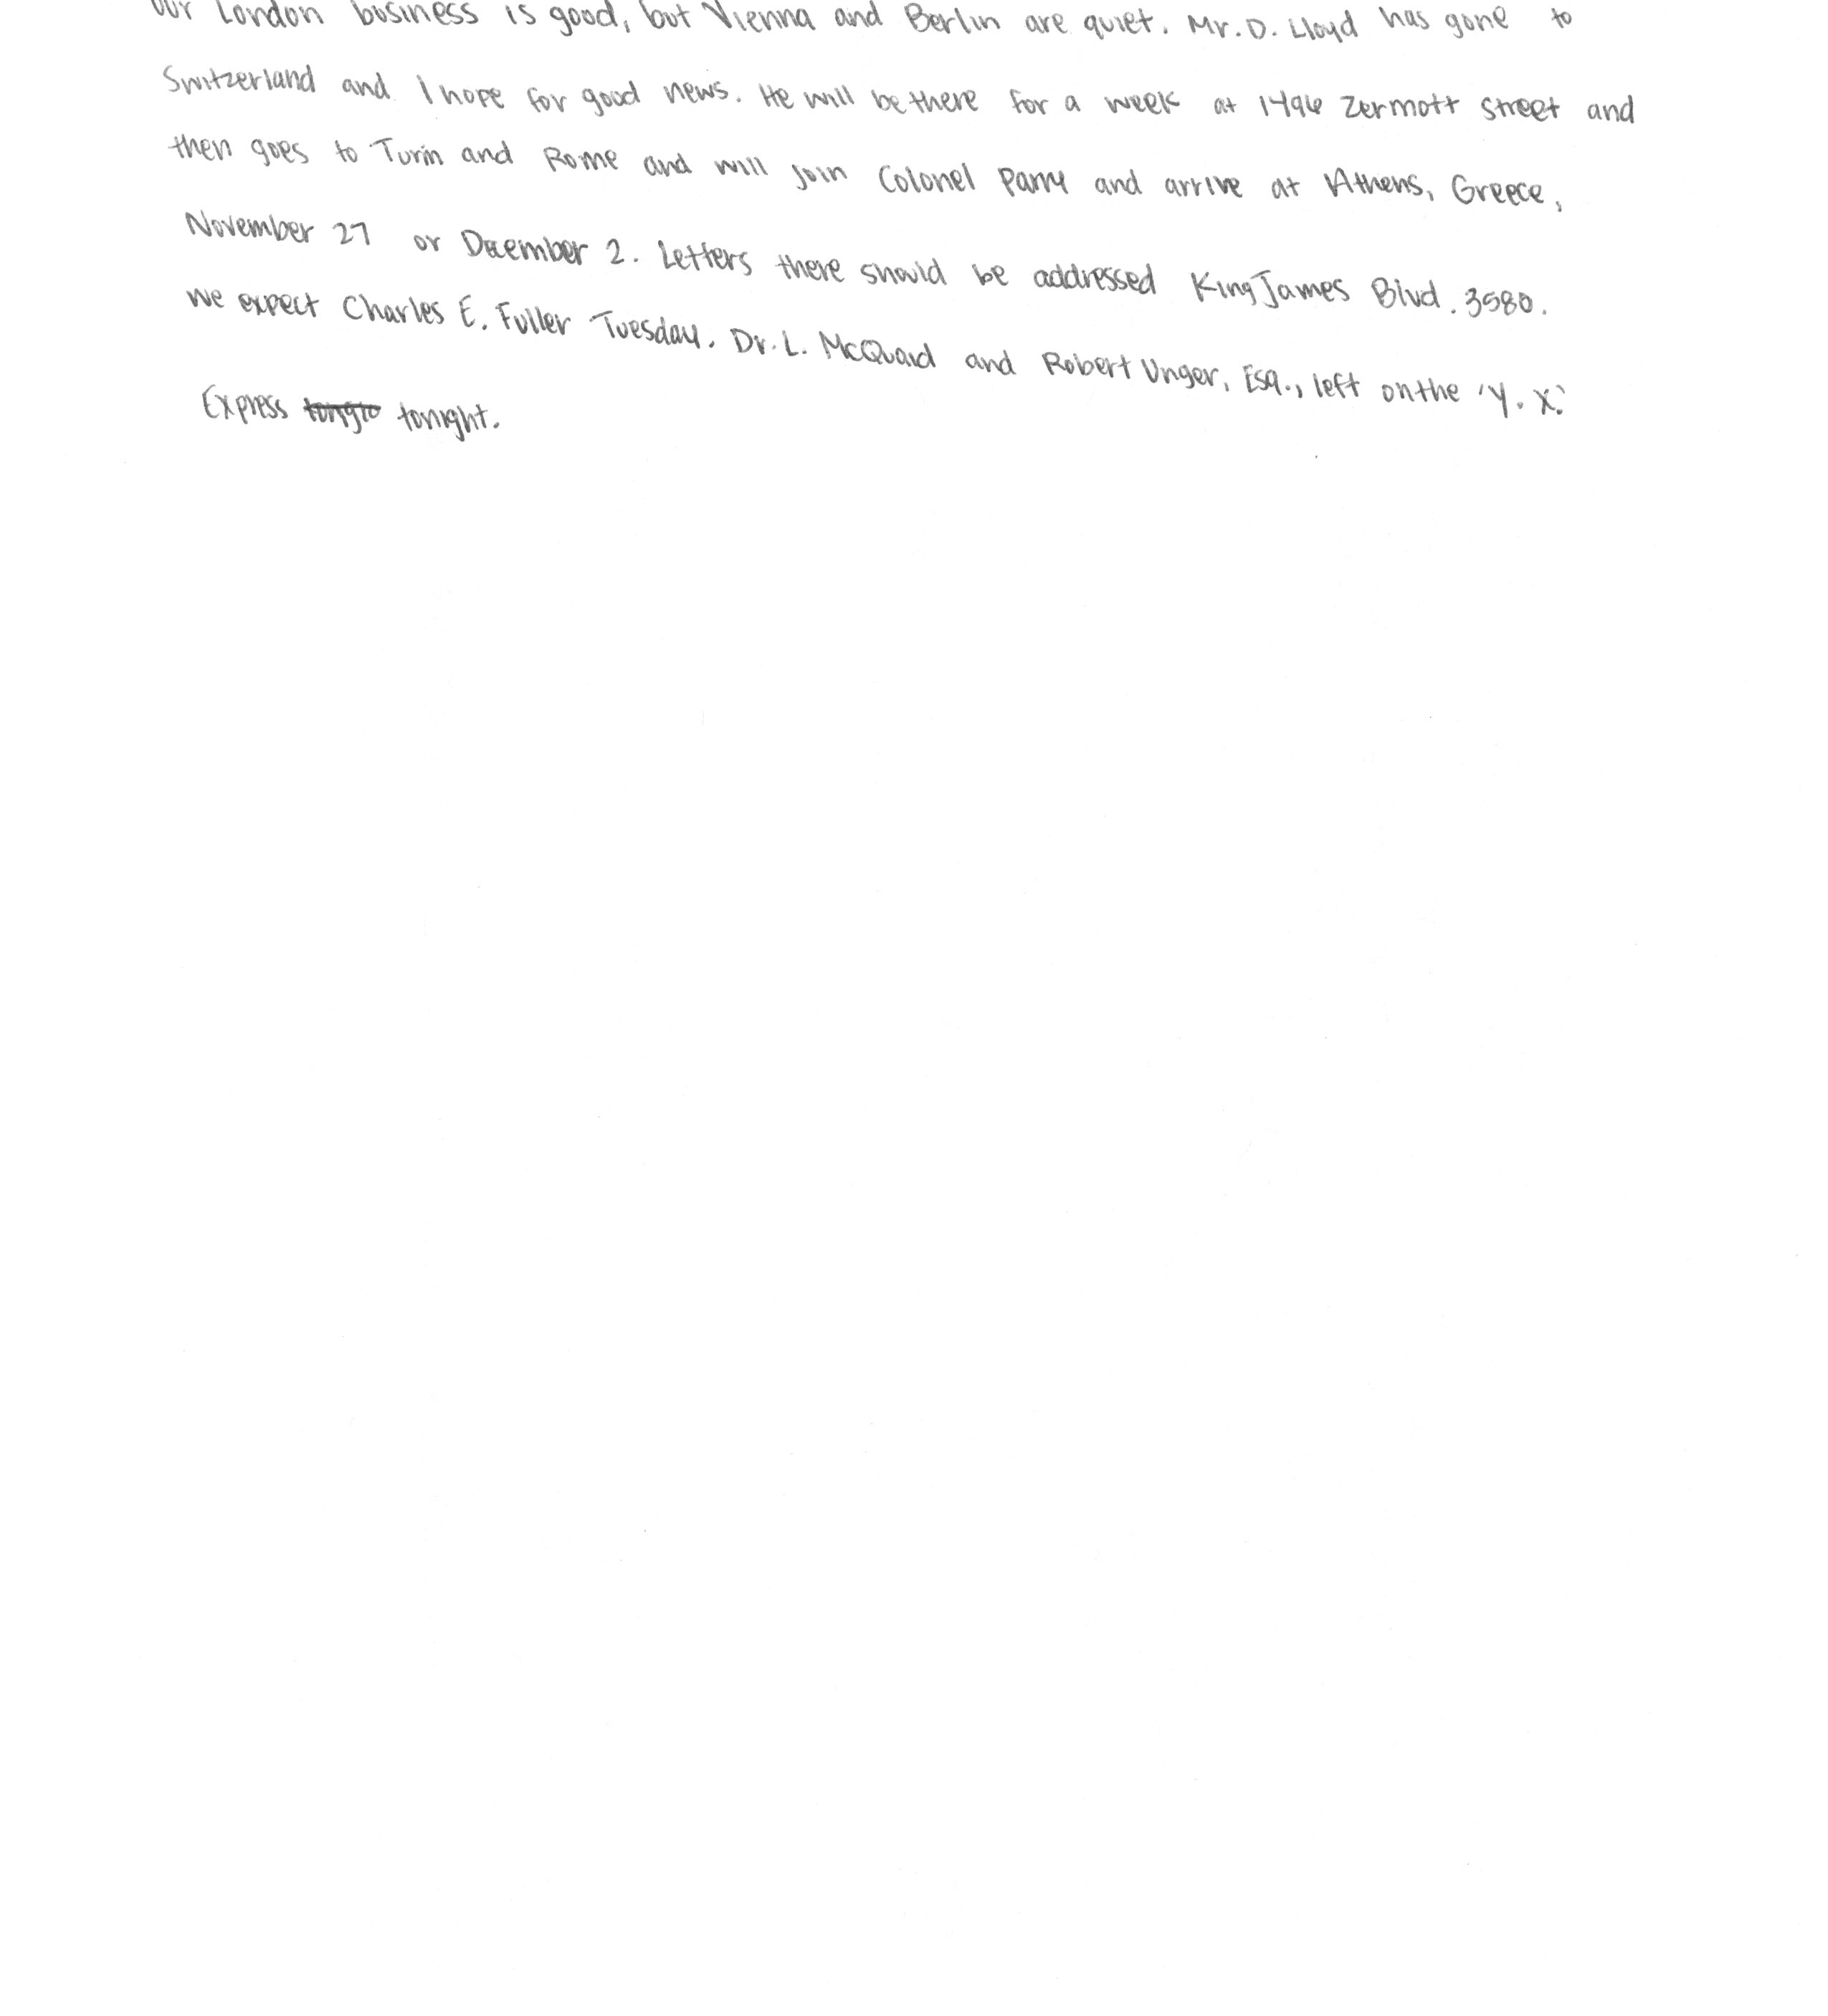 Our London business is good, but Vienna and Berlin are quiet. Mr. D. Lloyd has gone to
Switzerland and I hope for good news. He will be there for a week at 1496 Zermott street and
then goes to Turin and Rome and will join Colonel Parry and arrive at Athens, Greece,
November 27 or December 2. Letters there should be addressed King James Blvd. 3580.
We expect Charles E. Fuller Tuesday. Dr. L. McQuaid and Robert Unger, Esq., left on the 'Y. X.'
Express tonight.